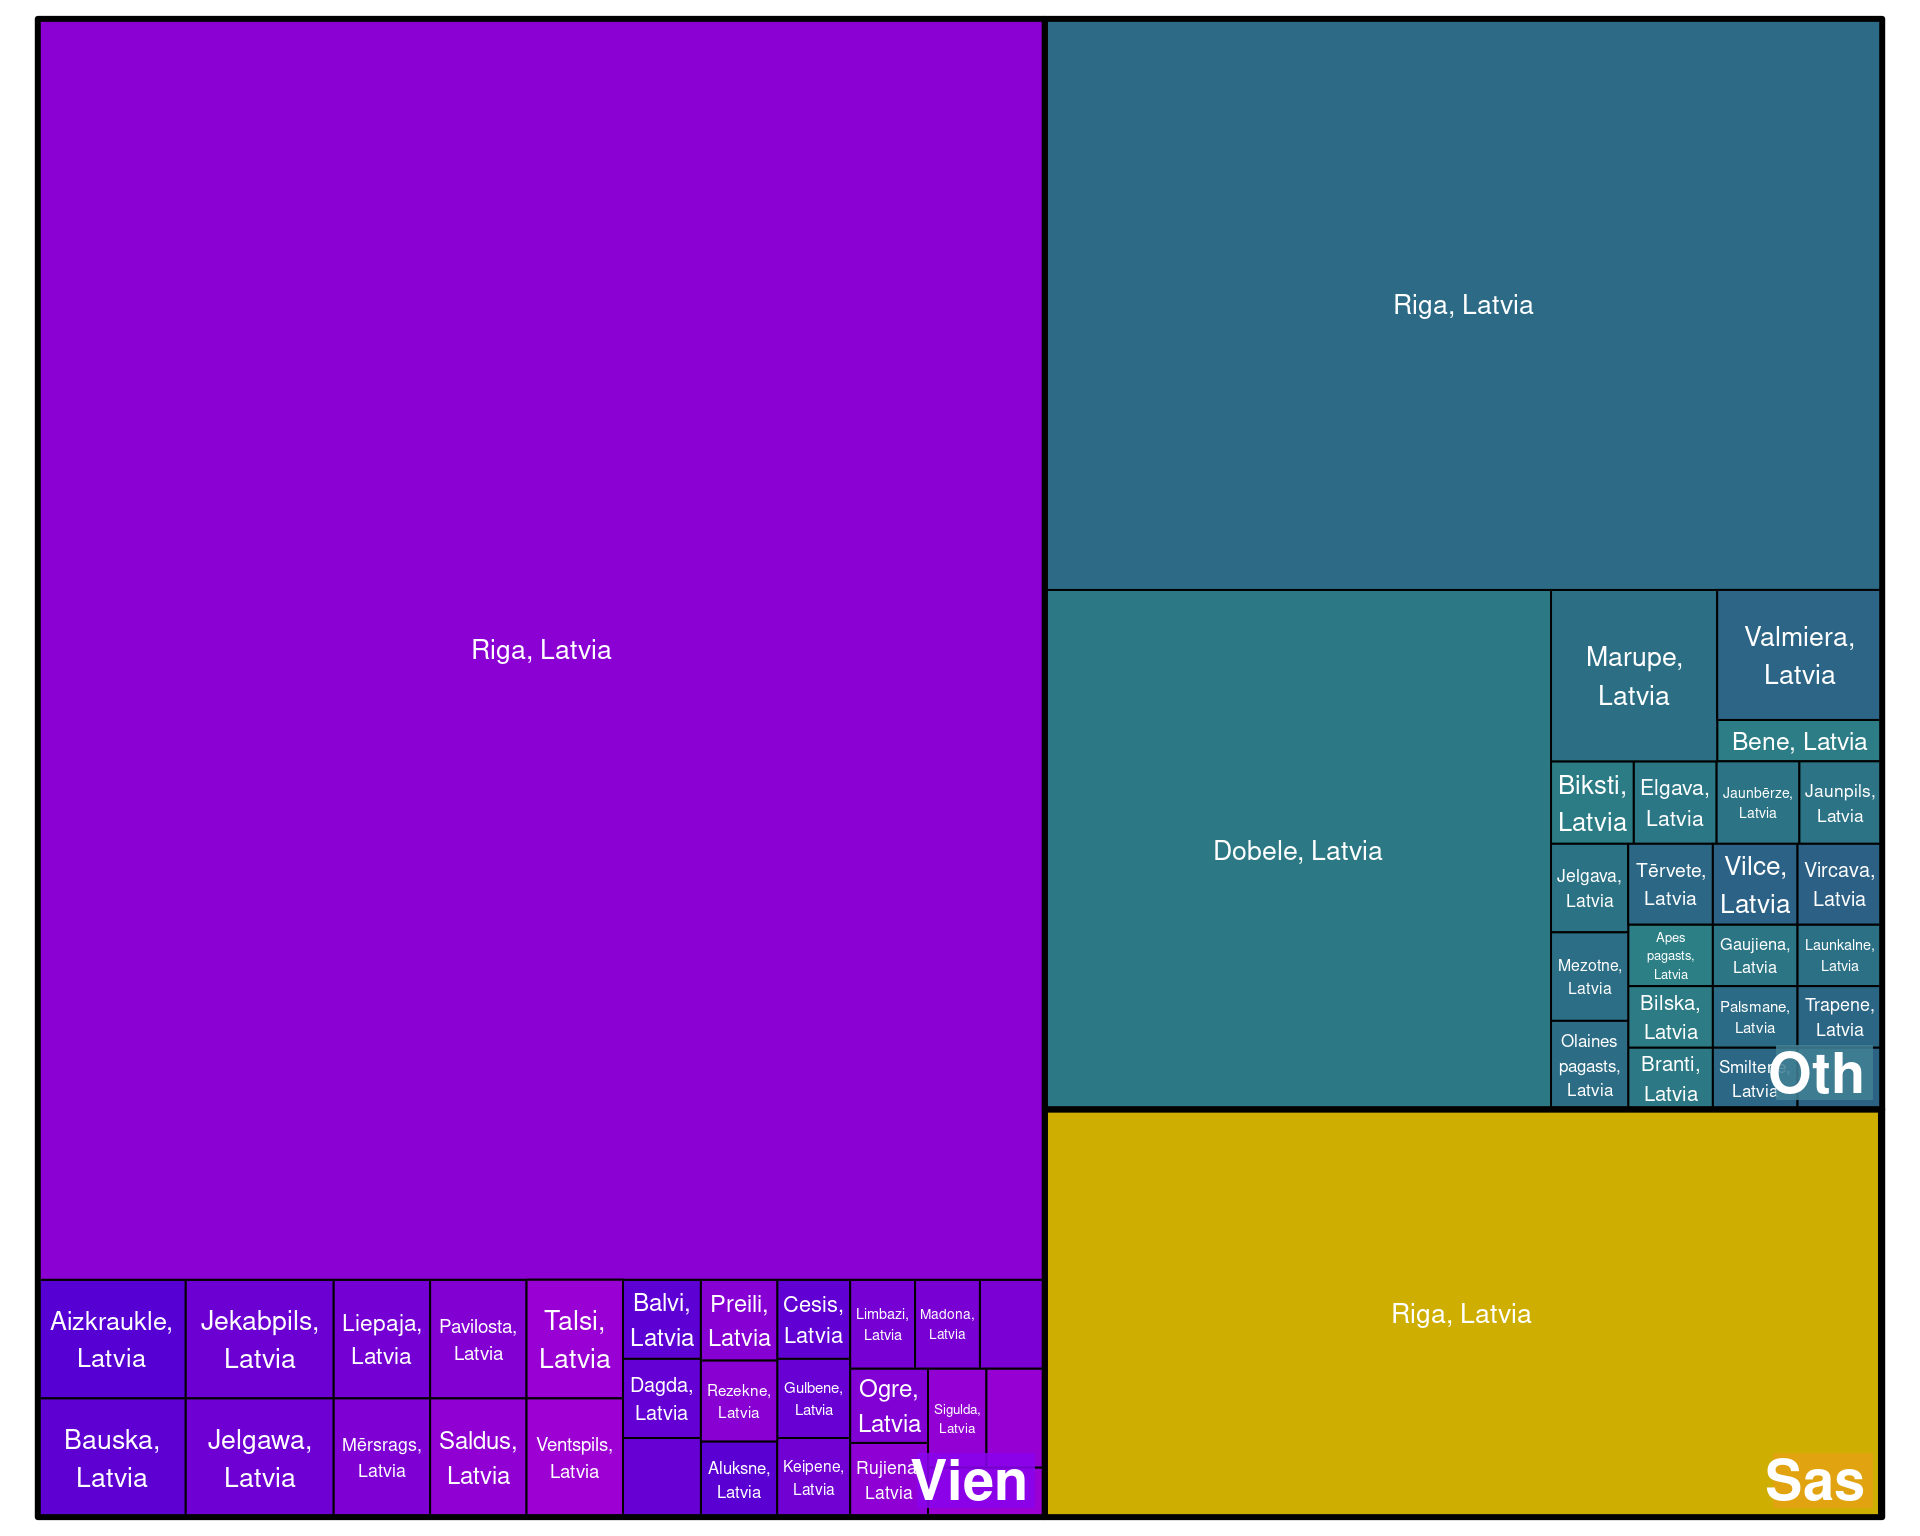 Riga, Latvia
Aizkraukle,
Latvia
Bauska,
Latvia
Jekabpils,
Latvia
Jelgawa,
Latvia
Liepaja,
Latvia
Mērsrags,
Latvia
Pavilosta,
Latvia
Saldus,
Latvia
Talsi,
Latvia
Ventspils,
Latvia
Balvi,
Latvia
Dagda,
Latvia
Preili,
Latvia
Rezekne,
Latvia
Aluksne,
Latvia
Cesis,
Latvia
Gulbene,
Latvia
Keipene,
Latvia
Limbazi,
Latvia
Madona,
Latvia
Ogre,
Latvia
Rujiena,
Latvia
Sigulda,
Latvia
Vien
Riga, Latvia
Dobele, Latvia
Marupe,
Latvia
Valmiera,
Latvia
Bene, Latvia
Biksti,
Latvia
Elgava,
Latvia
Jaunbērze,
Latvia
Jaunpils,
Latvia
Jelgava,
Latvia
Mezotne,
Latvia
Olaines
pagasts,
Latvia
Tērvete,
Latvia
Vilce,
Latvia
Vircava,
Latvia
Apes
pagasts,
Latvia
Gaujiena,
Latvia
Launkalne,
Latvia
Bilska,
Latvia
Palsmane,
Latvia
Trapene,
Latvia
Branti,
Latvia
Smiltene,
Latvia
Oth
Riga, Latvia
Sas